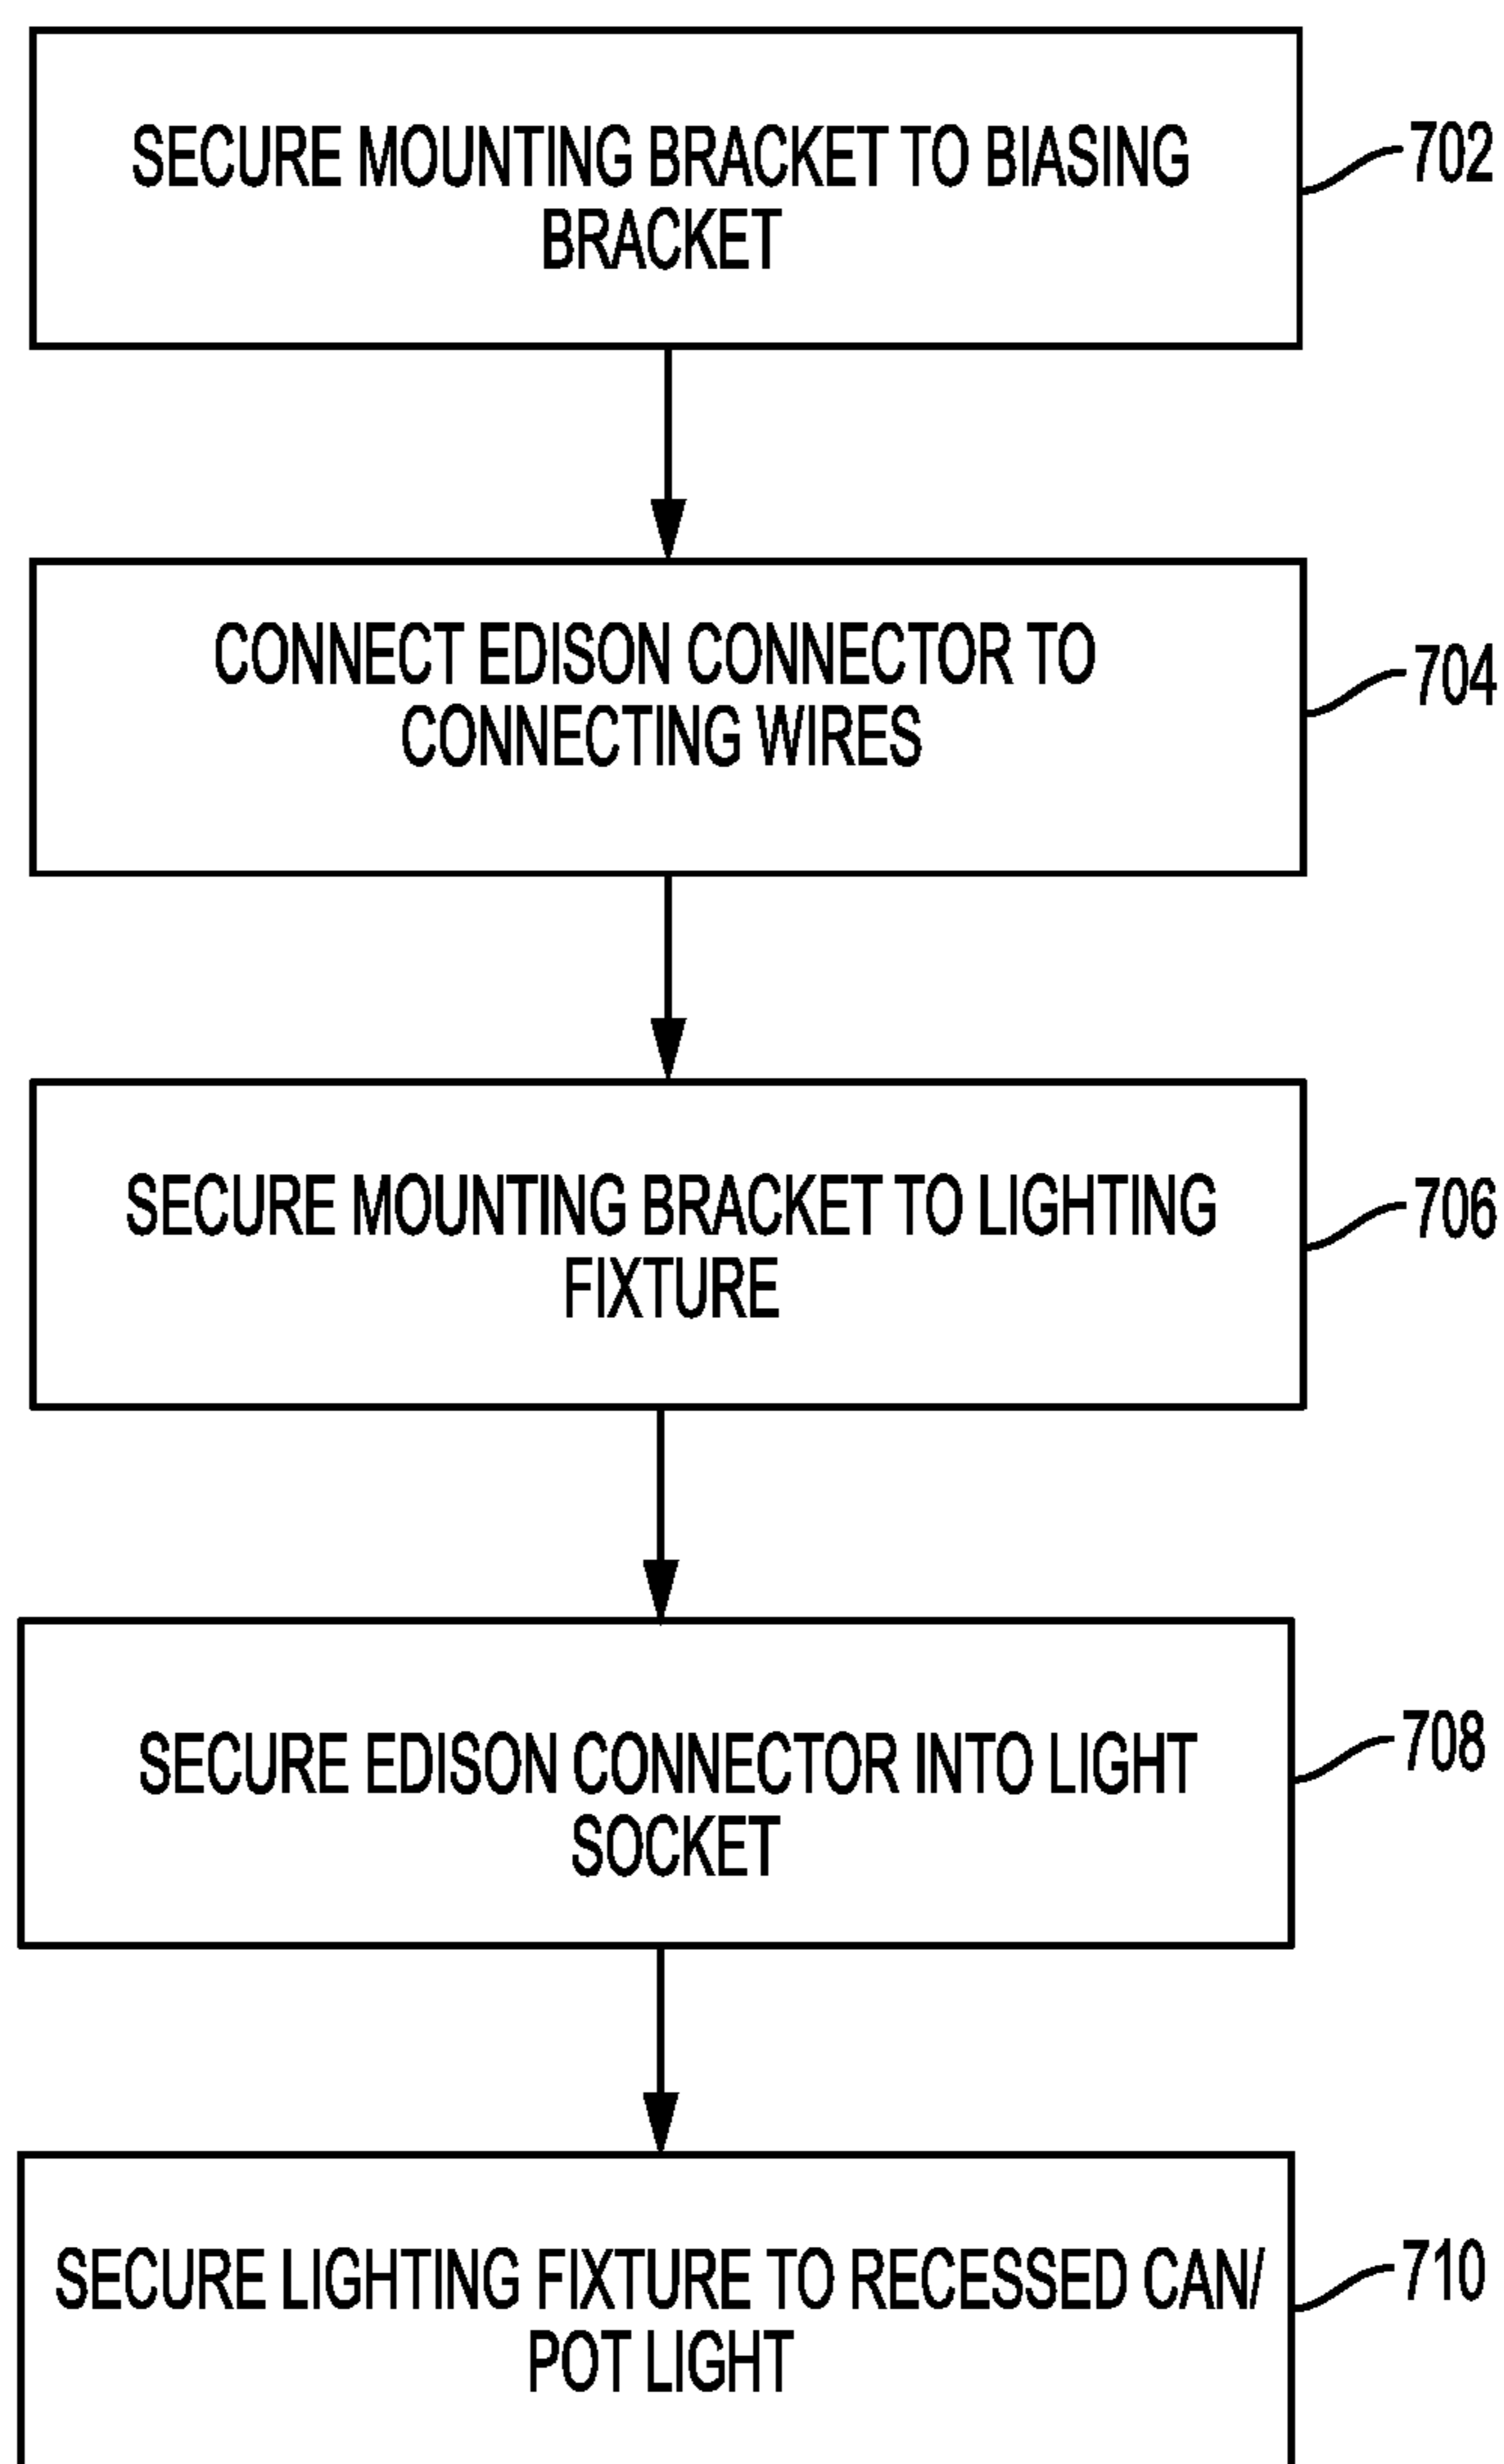 SECURE MOUNTING BRACKET TO BIASING
BRACKET
702
CONNECT EDISON CONNECTOR TO
CONNECTING WIRES
704
SECURE MOUNTING BRACKET TO LIGHTING
FIXTURE
706
SECURE EDISON CONNECTOR INTO LIGHT
SOCKET
708
SECURE LIGHTING FIXTURE TO RECESSED CAN/
POT LIGHT
710